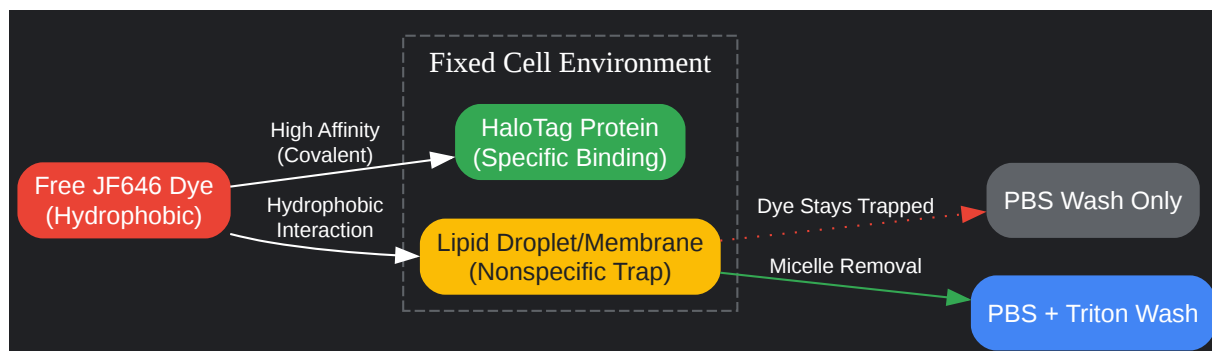 Fixed Cell Environment
Free JF646 Dye
(Hydrophobic)
High Affinity
(Covalent)
Hydrophobic
Interaction
HaloTag Protein
(Specific Binding)
Lipid Droplet/Membrane
(Nonspecific Trap)
Dye Stays Trapped
Micelle Removal
PBS Wash Only
PBS + Triton Wash